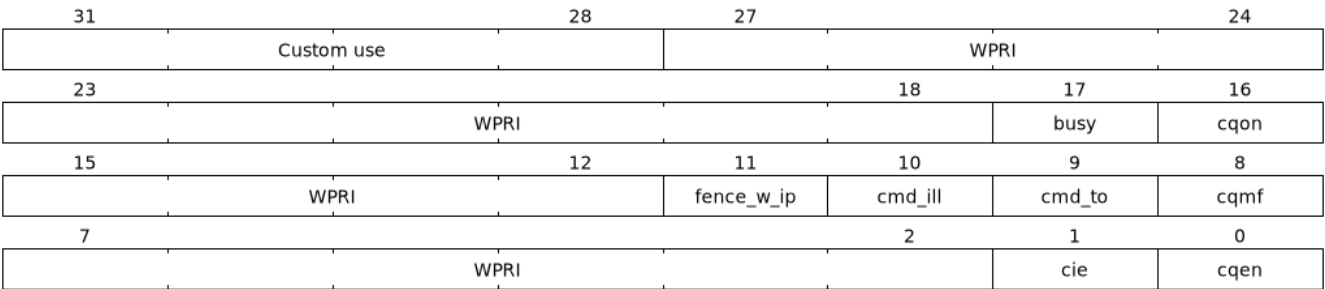 31 28 27 24
Custom use WPRI
23 18 17 16
WPRI busy cqon
15 12 11 10 9 8
WPRI fence_w_ip cmd_ill cmd_to cqmf
7 2 1 0
WPRI cie cqen